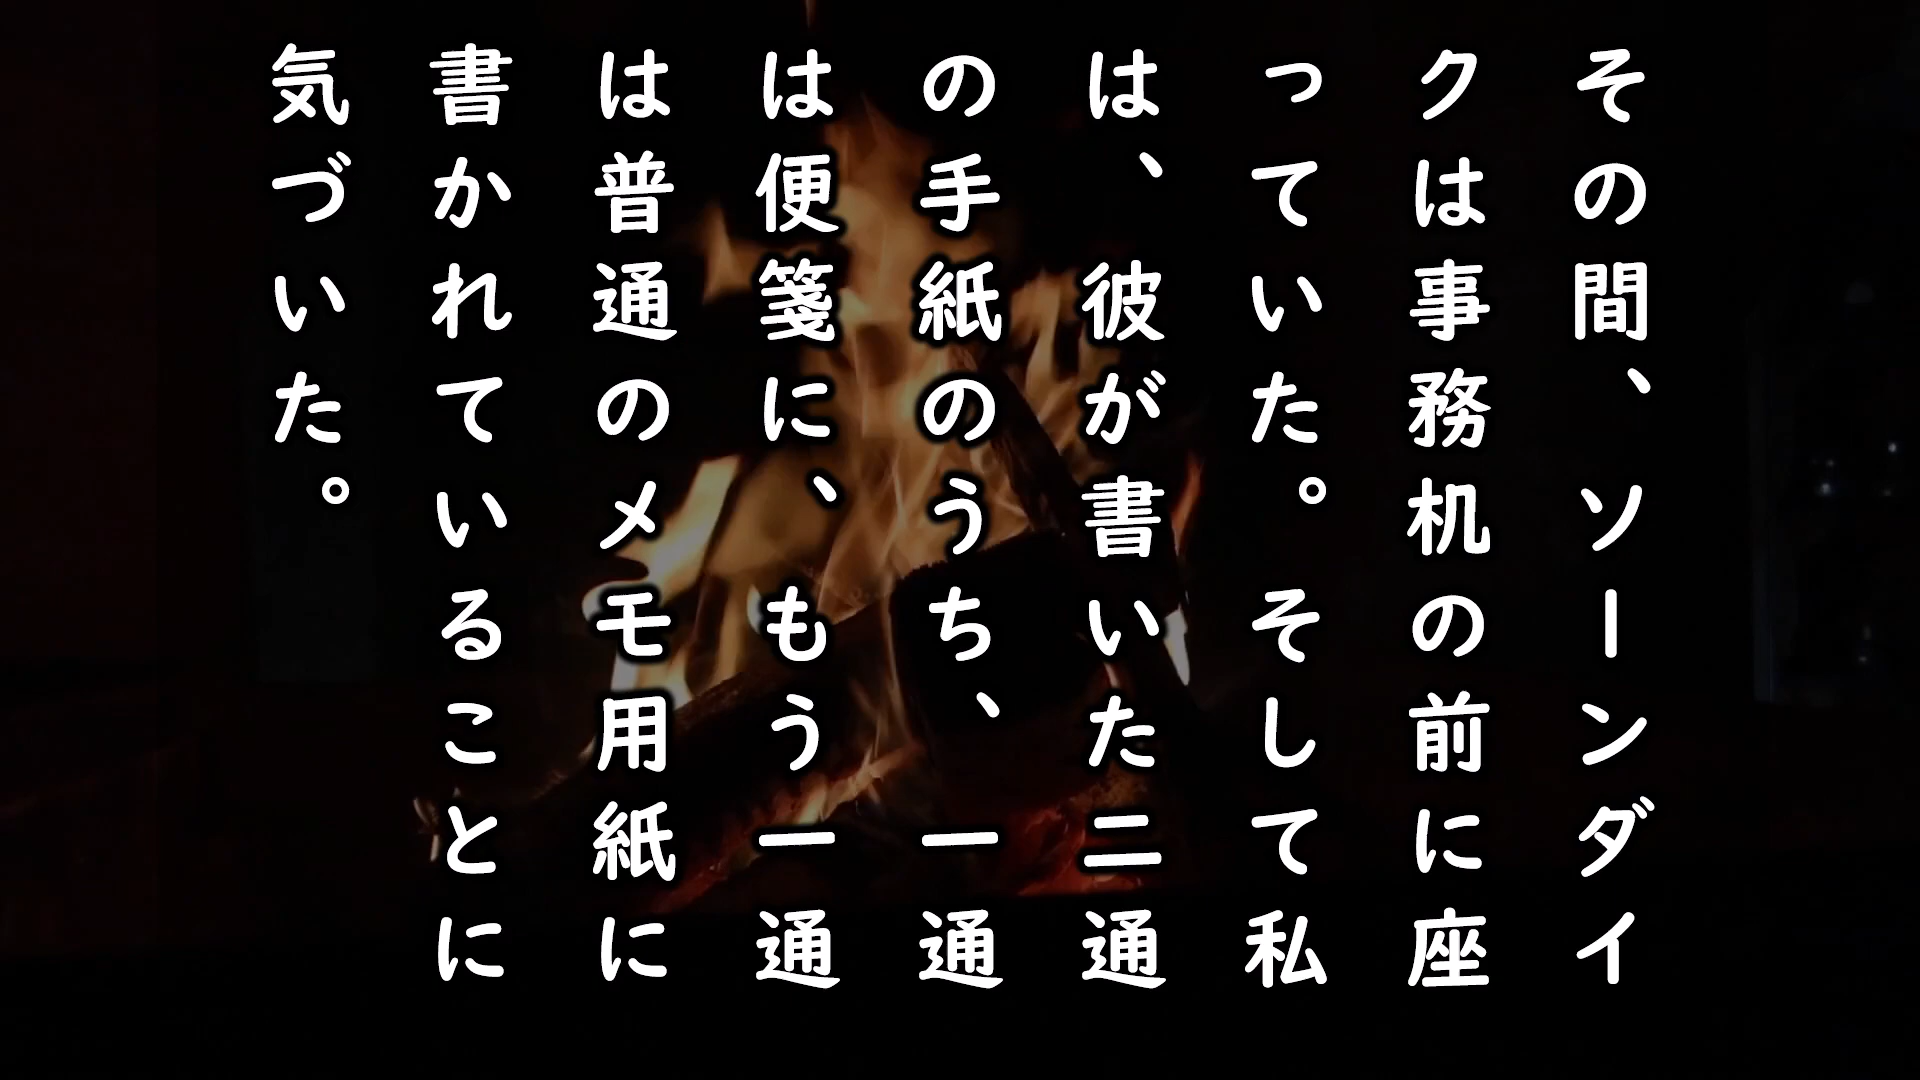 その間、ソーンダイ
クは事務机の前に座
っていた。そして私
は、彼が書いた二通
の手紙のうち、一通
は便箋に、もう一通
は普通のメモ用紙に
書かれていることに
気づいた。